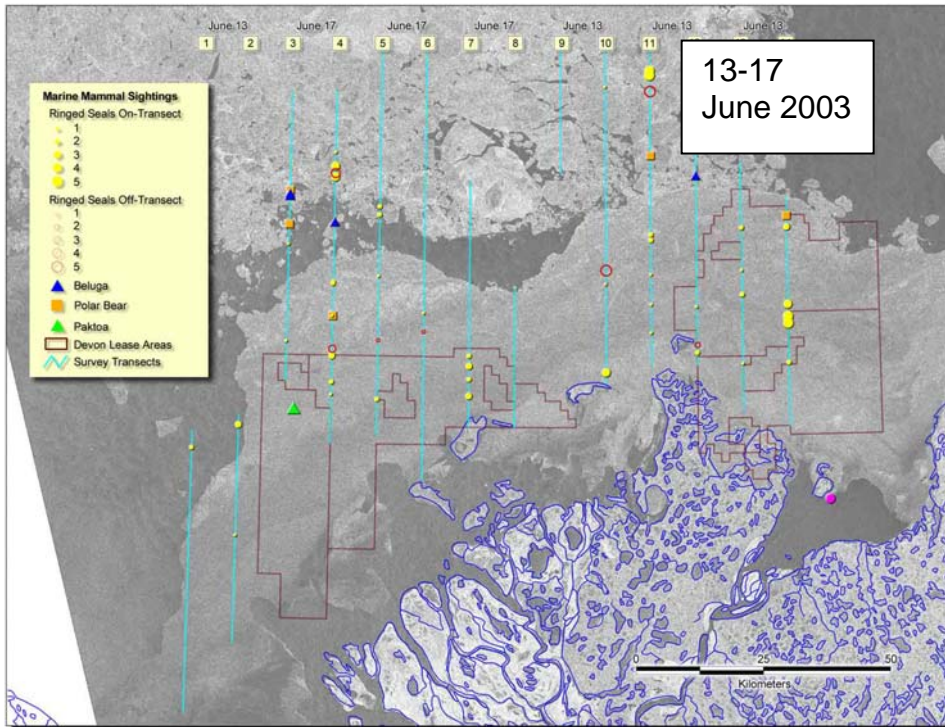 June 13 June 17 June 13 June 17 June 13 June 13
1 2 3 4 5 6 7 8 9 10 11
13-17
June 2003
Marine Mammal Sightings
Ringed Seals On-Transect
1
2
3
4
5
Ringed Seals Off-Transect
1
2
3
4
5
Beluga
Polar Bear
Paktoa
Devon Lease Areas
Survey Transects
0 25 50
Kilometers